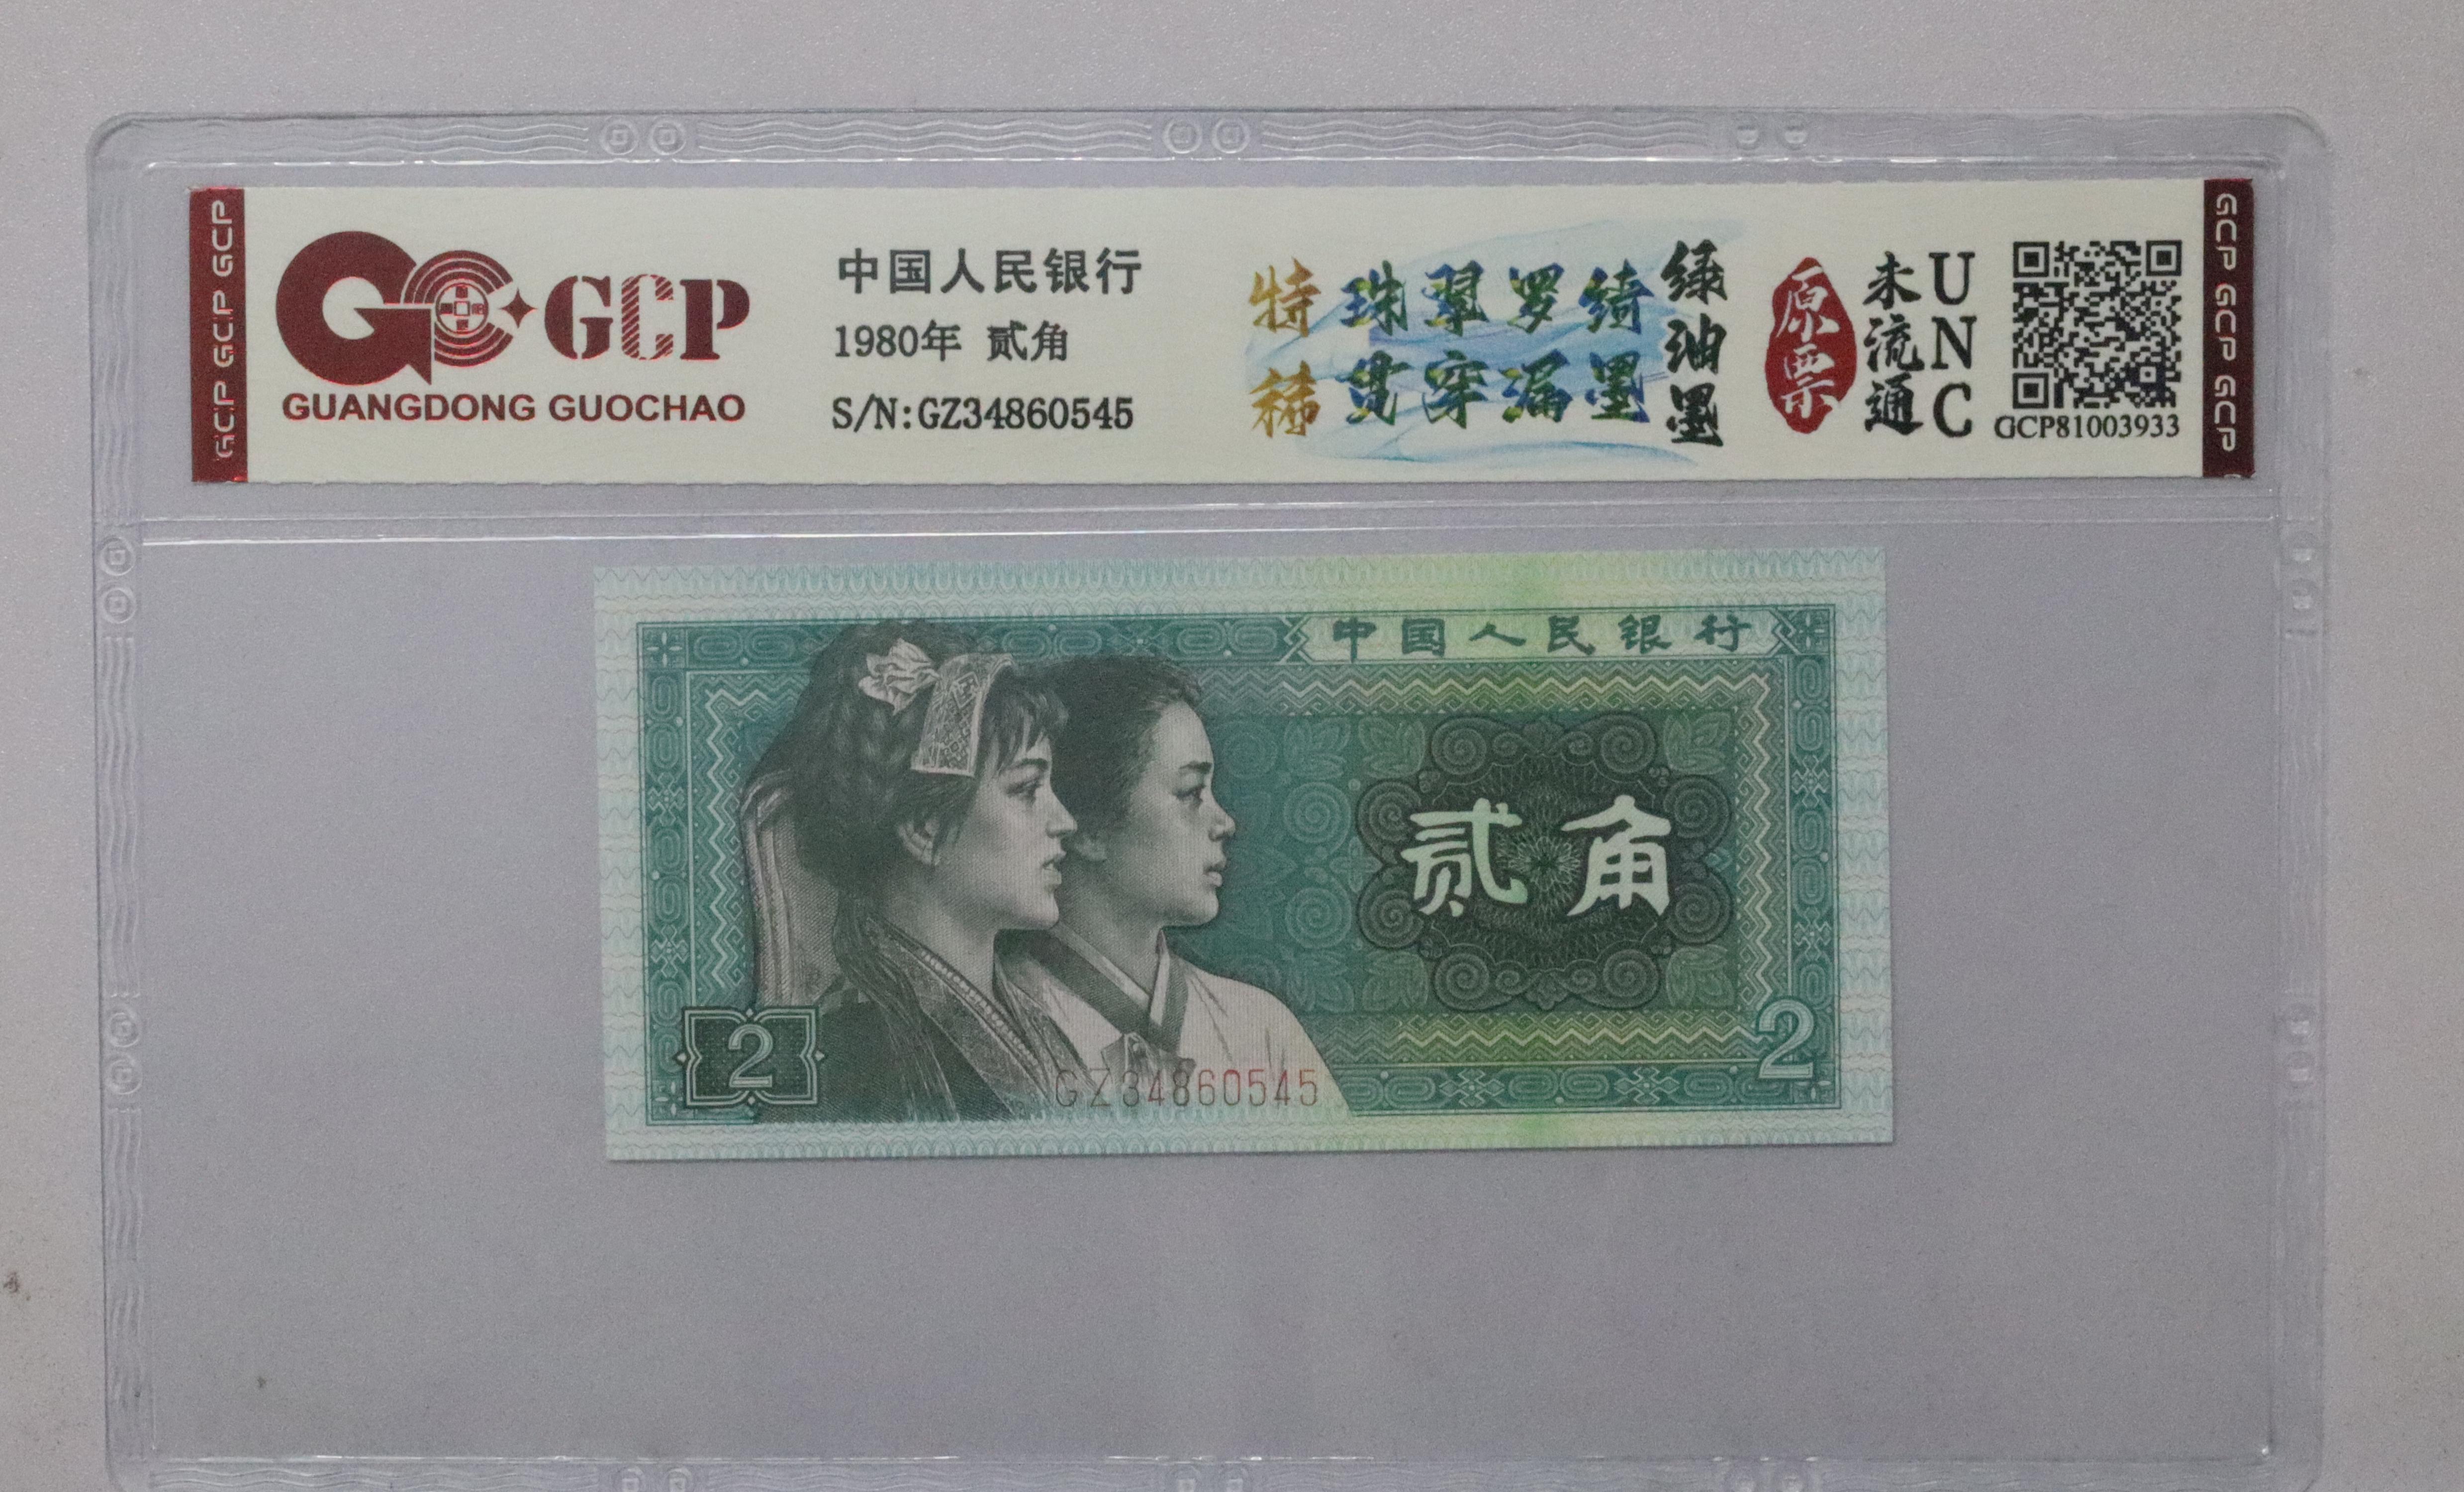 GCP GCP GCP
GCP
GUANGDONG GUOCHAO
中国人民银行
1980年 贰角
S/N:GZ34860545
特稀
珠翠罗绮
贯穿漏墨
绿油墨
原票
未流通
UNC
GCP81003933
GCP GCP GCP
中国人民银行
贰角
2
2
GZ34860545